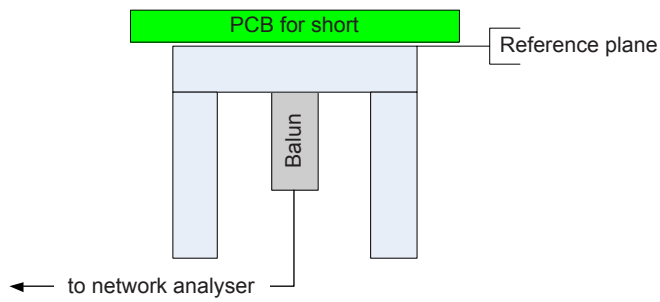 PCB for short
Reference plane
Balun
to network analyser